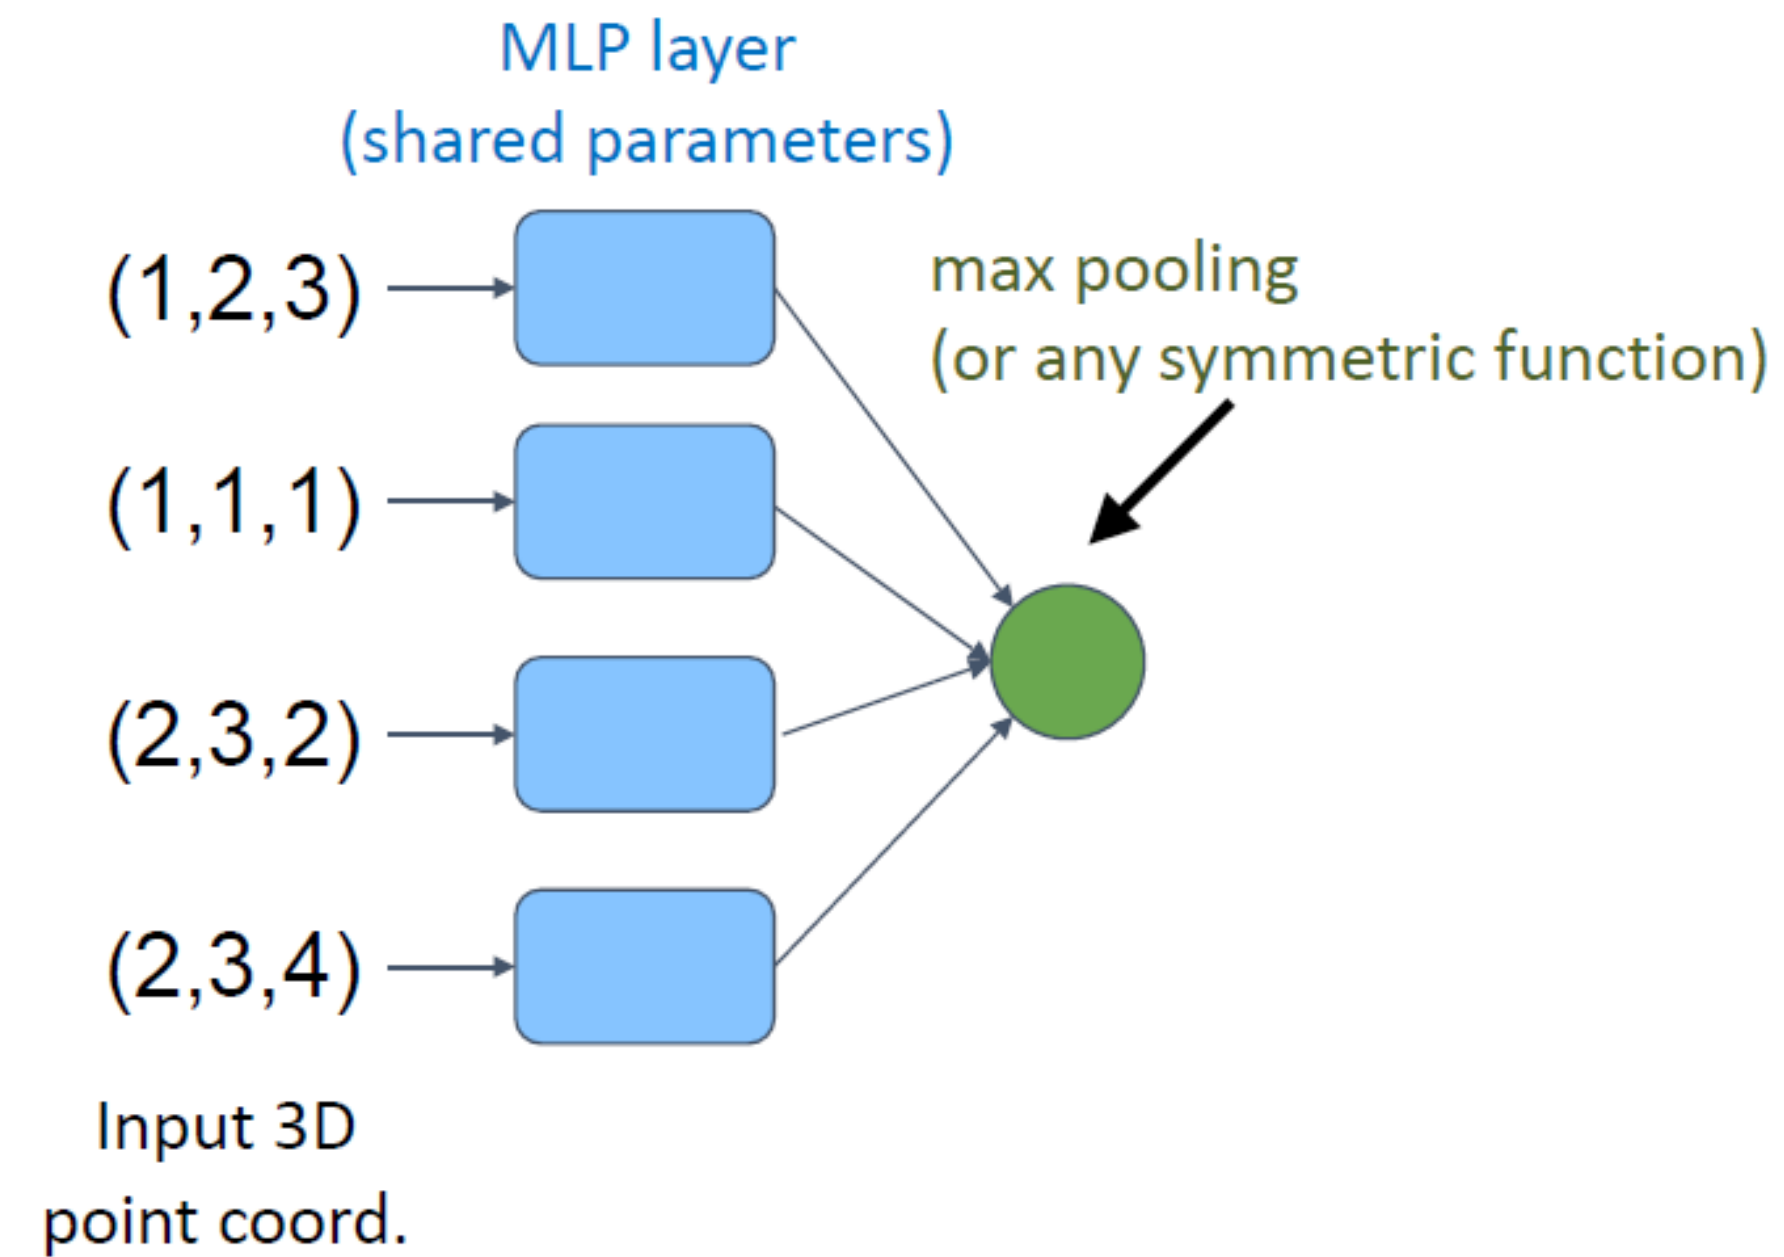 MLP layer
(shared parameters)
(1,2,3)
max pooling
(or any symmetric function)
(1,1,1)
(2,3,2)
(2,3,4)
Input 3D
point coord.